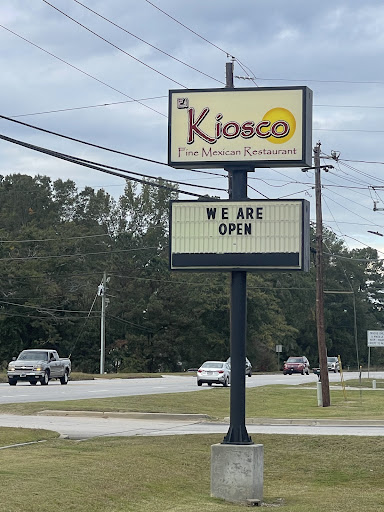 El
Kiosco
Fine Mexican Restaurant
WE ARE
OPEN